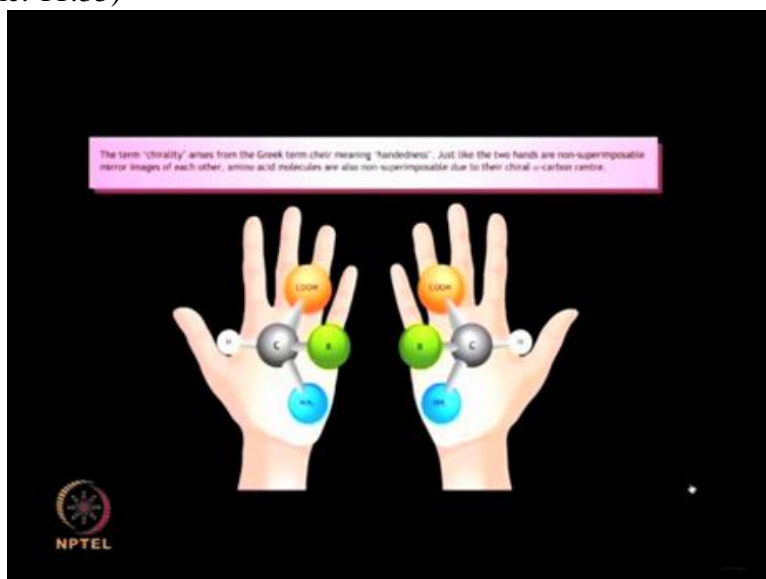 The term "chirality" arises from the Greek term cheir meaning "handedness". Just like the two hands are non-superimposable
mirror images of each other, amino acid molecules are also non-superimposable due to their chiral α-carbon centre.
COOH COOH
H C R R C H
NH₂ NH₂
NPTEL